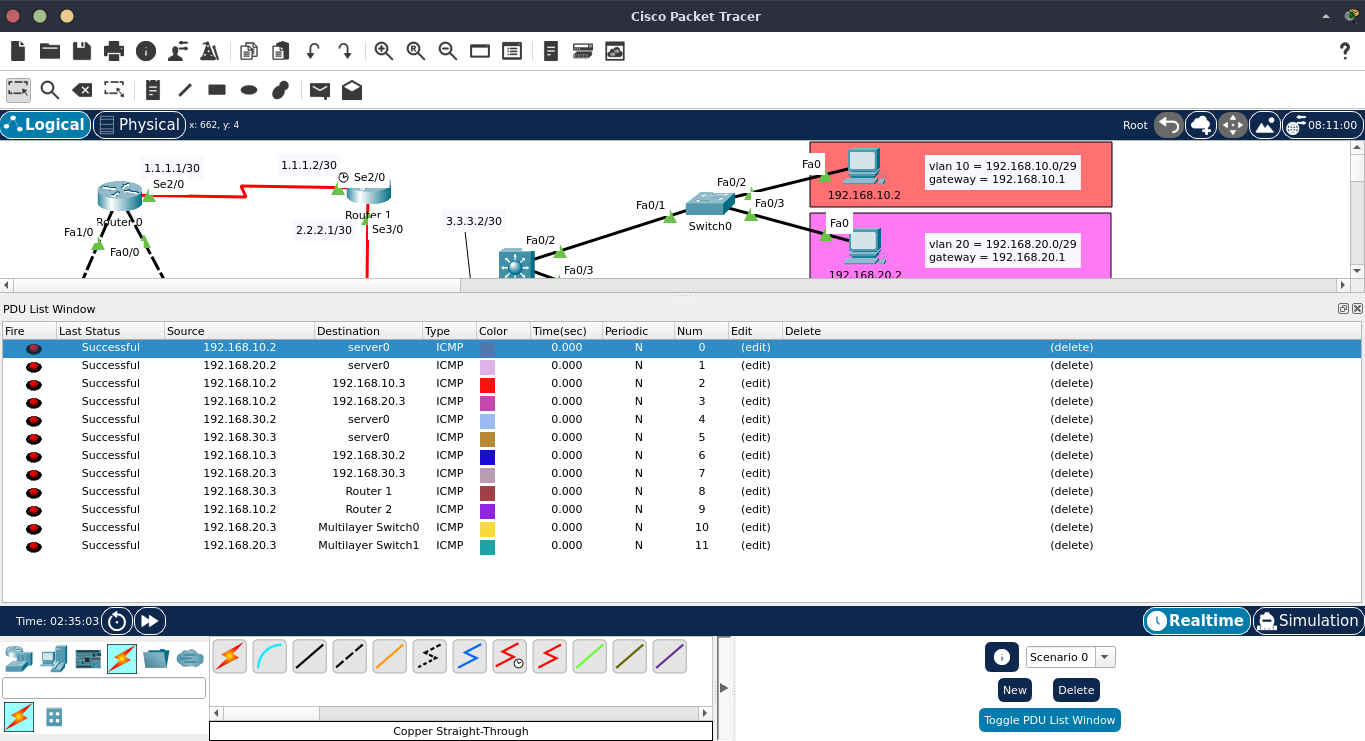 Cisco Packet Tracer
?
Logical Physical x: 662, y: 4 Root 08:11:00
1.1.1.1/30 1.1.1.2/30 Fa0 vlan 10 = 192.168.10.0/29
Se2/0 Se2/0 Fa0/2 gateway = 192.168.10.1
192.168.10.2
Router 0 Router 1 Fa0/1 Fa0/3
Fa1/0 2.2.2.1/30 Se3/0 3.3.3.2/30 Switch0 Fa0
Fa0/0 Fa0/2 vlan 20 = 192.168.20.0/29
gateway = 192.168.20.1
Fa0/3 192.168.20.2
PDU List Window
Fire Last Status Source Destination Type Color Time(sec) Periodic Num Edit Delete
Successful 192.168.10.2 server0 ICMP 0.000 N 0 (edit) (delete)
Successful 192.168.20.2 server0 ICMP 0.000 N 1 (edit) (delete)
Successful 192.168.10.2 192.168.10.3 ICMP 0.000 N 2 (edit) (delete)
Successful 192.168.10.2 192.168.20.3 ICMP 0.000 N 3 (edit) (delete)
Successful 192.168.30.2 server0 ICMP 0.000 N 4 (edit) (delete)
Successful 192.168.30.3 server0 ICMP 0.000 N 5 (edit) (delete)
Successful 192.168.10.3 192.168.30.2 ICMP 0.000 N 6 (edit) (delete)
Successful 192.168.20.3 192.168.30.3 ICMP 0.000 N 7 (edit) (delete)
Successful 192.168.30.3 Router 1 ICMP 0.000 N 8 (edit) (delete)
Successful 192.168.10.2 Router 2 ICMP 0.000 N 9 (edit) (delete)
Successful 192.168.20.3 Multilayer Switch0 ICMP 0.000 N 10 (edit) (delete)
Successful 192.168.20.3 Multilayer Switch1 ICMP 0.000 N 11 (edit) (delete)
Time: 02:35:03 Realtime Simulation
Scenario 0
New Delete
Toggle PDU List Window
Copper Straight-Through